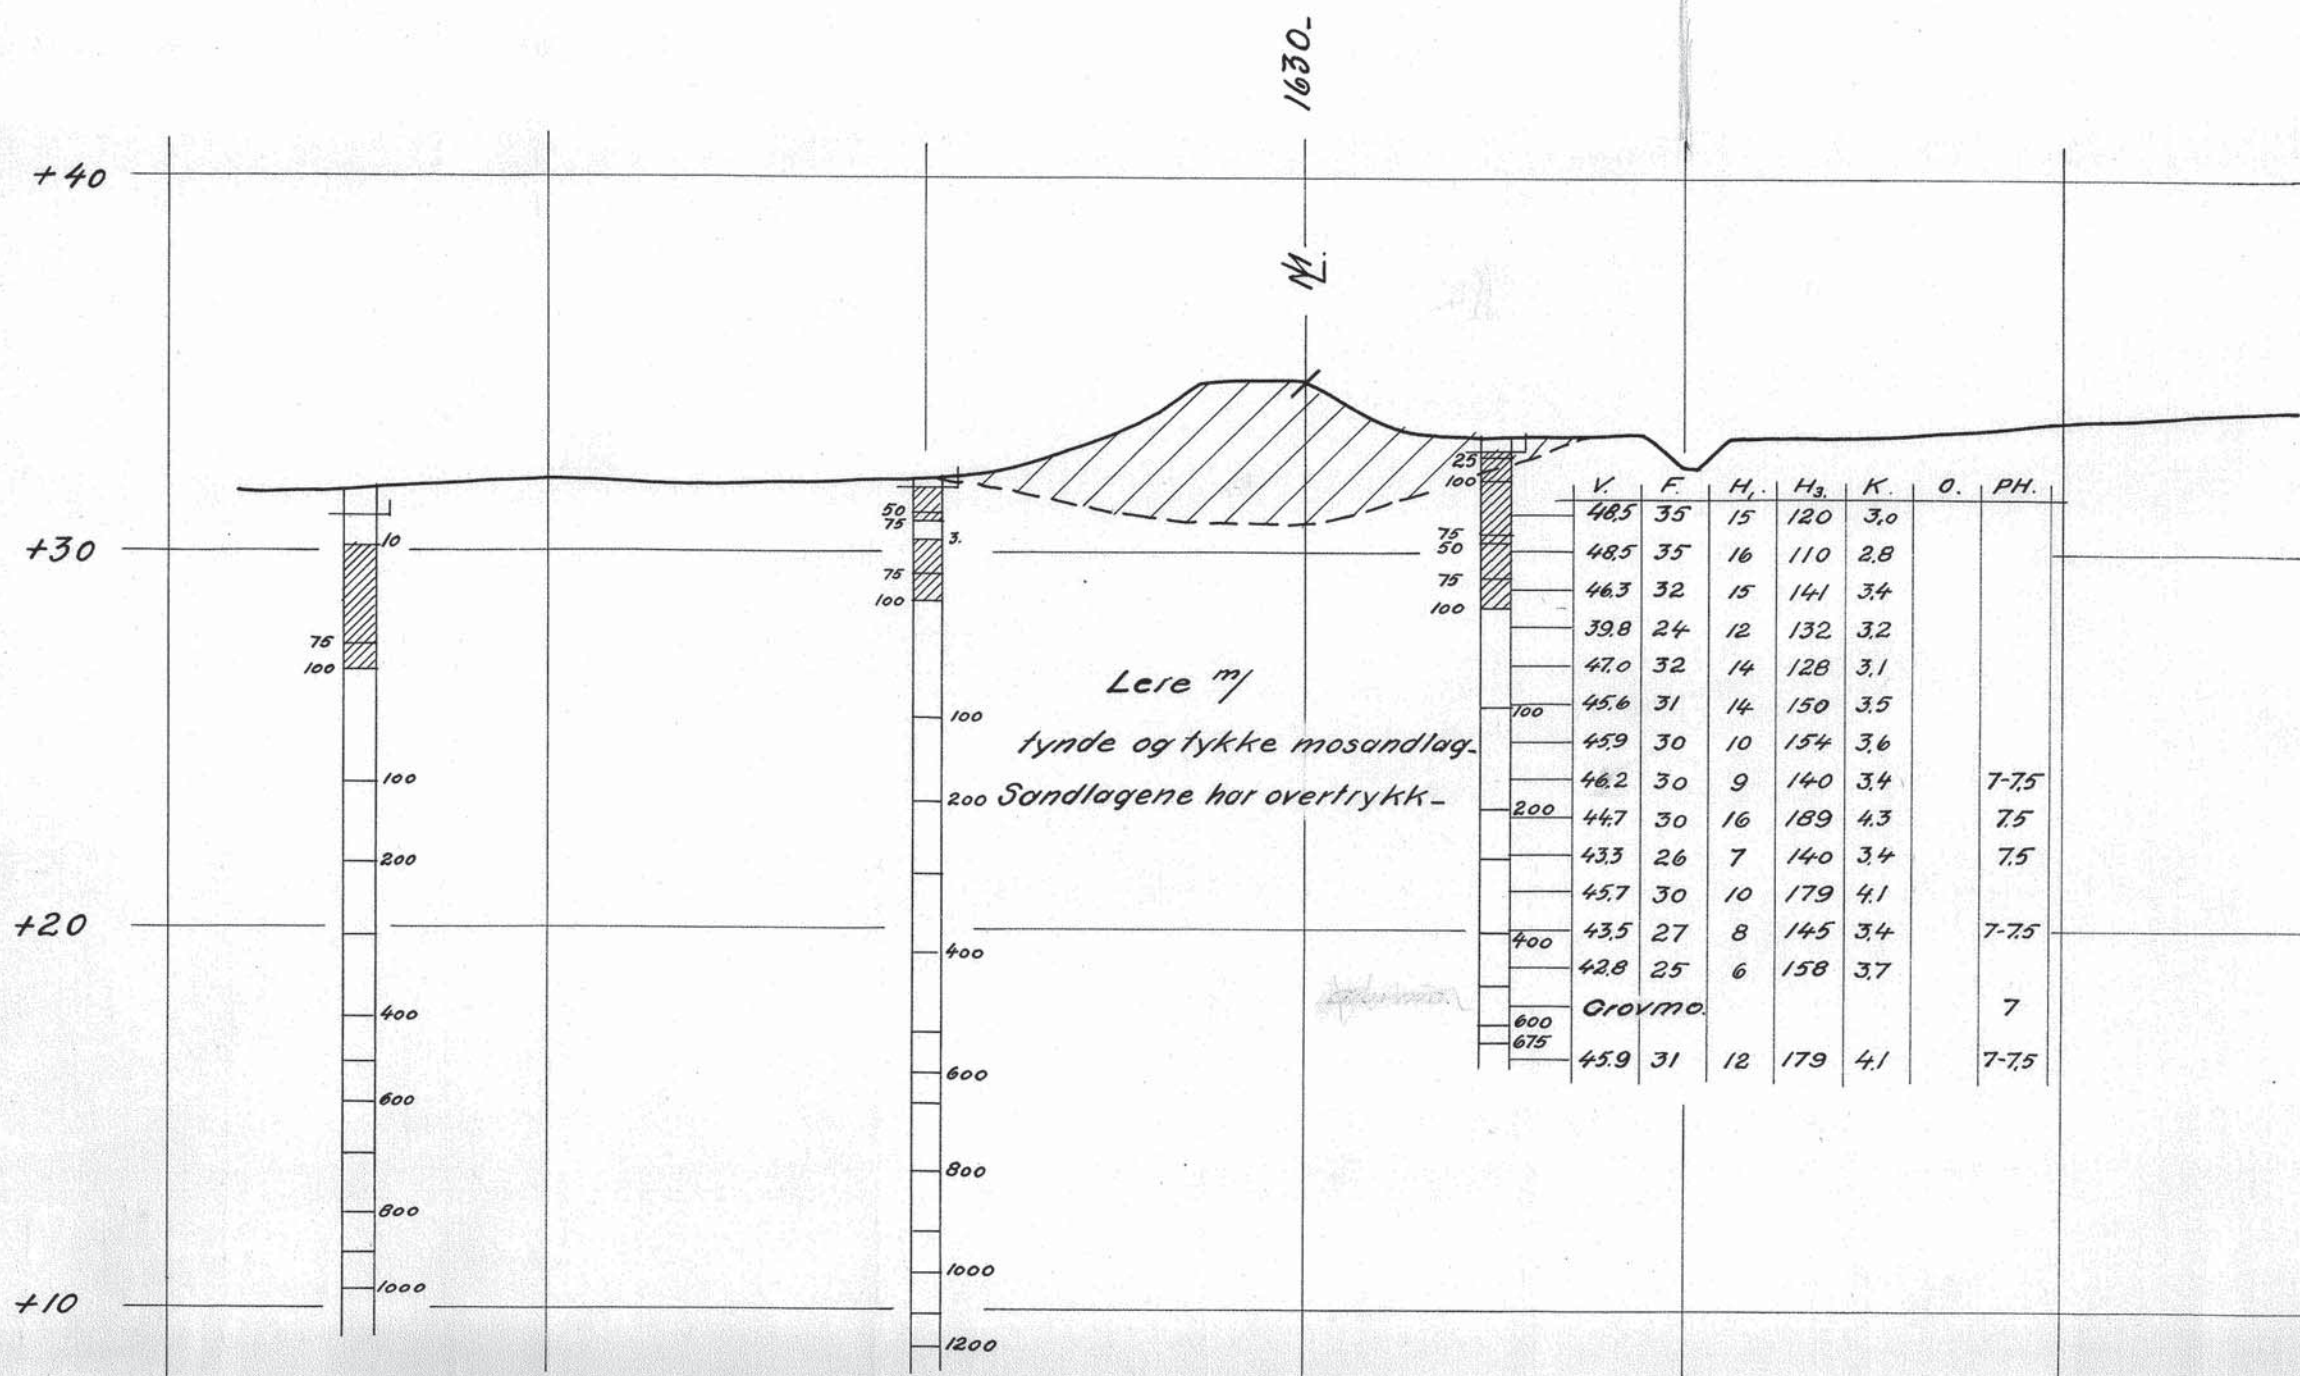 1630-
M.
+40
+30
+20
+10
10
75
100
100
200
400
600
800
1000
50
75
3.
75
100
100
200
400
600
800
1000
1200
Lere m/
tynde og tykke mosandlag-
Sandlagene har overtrykk-
25
100
75
50
75
100
100
200
400
600
675
V. F. H₁. H₃. K. O. PH.
48,5 35 15 120 3,0
48,5 35 16 110 2,8
46.3 32 15 141 3,4
39.8 24 12 132 3,2
47.0 32 14 128 3,1
45,6 31 14 150 3.5
45,9 30 10 154 3,6
46.2 30 9 140 3,4 7-7,5
44,7 30 16 189 4.3 7.5
43,3 26 7 140 3,4 7,5
45,7 30 10 179 4.1
43,5 27 8 145 3,4 7-7.5
42,8 25 6 158 3,7
Grovmo. 7
45.9 31 12 179 4.1 7-7,5